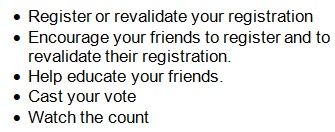 • Register or revalidate your registration
• Encourage your friends to register and to
revalidate their registration.
• Help educate your friends.
• Cast your vote
• Watch the count